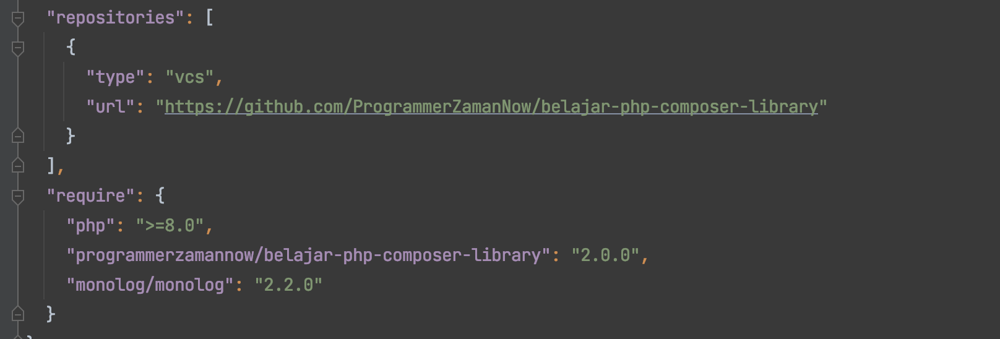 "repositories": [
{
"type": "vcs",
"url": "https://github.com/ProgrammerZamanNow/belajar-php-composer-library"
}
],
"require": {
"php": ">=8.0",
"programmerzamannow/belajar-php-composer-library": "2.0.0",
"monolog/monolog": "2.2.0"
}
}